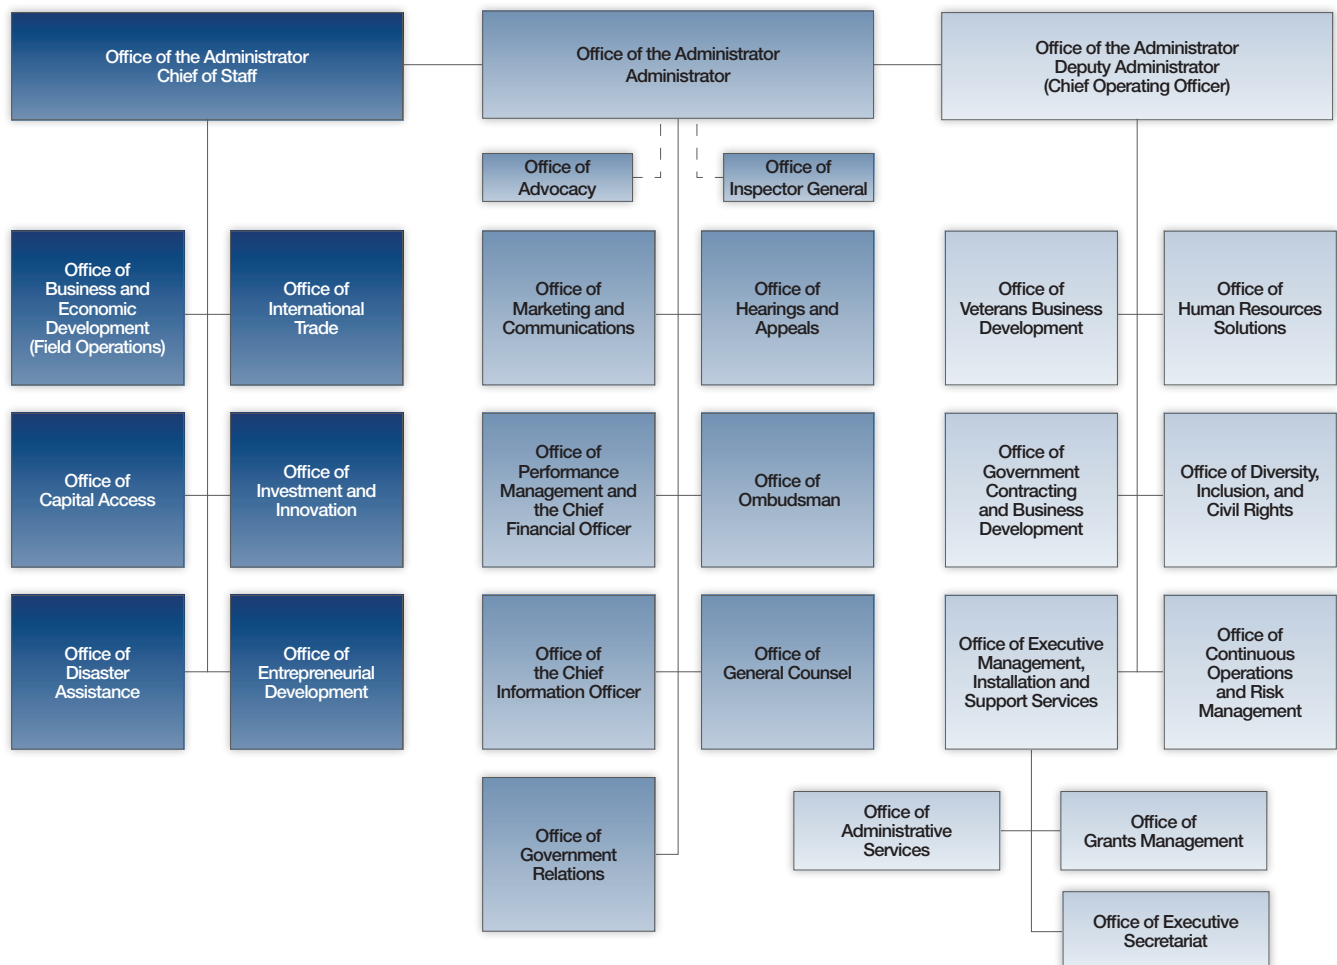 Office of the Administrator
Chief of Staff
Office of the Administrator
Administrator
Office of the Administrator
Deputy Administrator
(Chief Operating Officer)
Office of
Advocacy
Office of
Inspector General
Office of
Business and
Economic
Development
(Field Operations)
Office of
International
Trade
Office of
Marketing and
Communications
Office of
Hearings and
Appeals
Office of
Veterans Business
Development
Office of
Human Resources
Solutions
Office of
Capital Access
Office of
Investment and
Innovation
Office of
Performance
Management and
the Chief
Financial Officer
Office of
Ombudsman
Office of
Government
Contracting
and Business
Development
Office of Diversity,
Inclusion, and
Civil Rights
Office of
Disaster
Assistance
Office of
Entrepreneurial
Development
Office of
the Chief
Information Officer
Office of
General Counsel
Office of Executive
Management,
Installation and
Support Services
Office of
Continuous
Operations
and Risk
Management
Office of
Government
Relations
Office of
Administrative
Services
Office of
Grants Management
Office of Executive
Secretariat